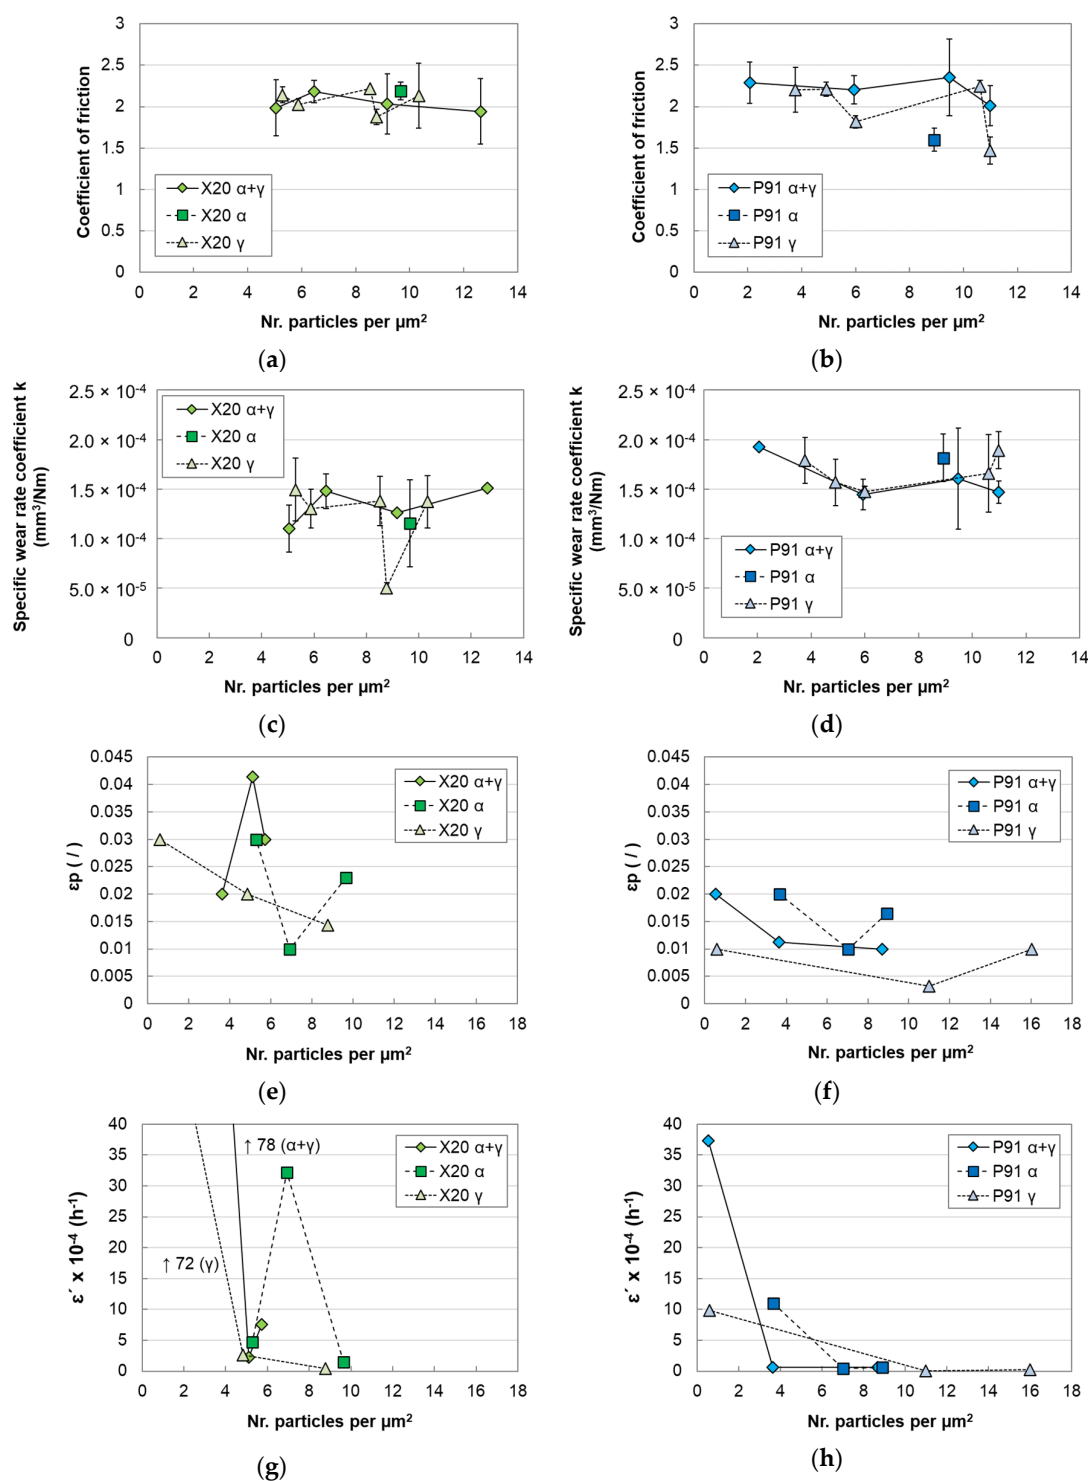 3
2.5
2
1.5
1
0.5
0
Coefficient of friction
X20 α+γ
X20 α
X20 γ
0 2 4 6 8 10 12 14
Nr. particles per µm²
(a)
3
2.5
2
1.5
1
0.5
0
Coefficient of friction
P91 α+γ
P91 α
P91 γ
0 2 4 6 8 10 12 14
Nr. particles per µm²
(b)
Specific wear rate coefficient k
(mm³/Nm)
2.5 × 10⁻⁴
2.0 × 10⁻⁴
1.5 × 10⁻⁴
1.0 × 10⁻⁴
5.0 × 10⁻⁵
0
X20 α+γ
X20 α
X20 γ
0 2 4 6 8 10 12 14
Nr. particles per µm²
(c)
Specific wear rate coefficient k
(mm³/Nm)
2.5 × 10⁻⁴
2.0 × 10⁻⁴
1.5 × 10⁻⁴
1.0 × 10⁻⁴
5.0 × 10⁻⁵
0
P91 α+γ
P91 α
P91 γ
0 2 4 6 8 10 12 14
Nr. particles per µm²
(d)
0.045
0.04
0.035
0.03
0.025
0.02
0.015
0.01
0.005
0
εp ( / )
X20 α+γ
X20 α
X20 γ
0 2 4 6 8 10 12 14 16 18
Nr. particles per µm²
(e)
0.045
0.04
0.035
0.03
0.025
0.02
0.015
0.01
0.005
0
εp ( / )
P91 α+γ
P91 α
P91 γ
0 2 4 6 8 10 12 14 16 18
Nr. particles per µm²
(f)
40
35
30
25
20
15
10
5
0
ε´ x 10⁻⁴ (h⁻¹)
↑ 78 (α+γ)
↑ 72 (γ)
X20 α+γ
X20 α
X20 γ
0 2 4 6 8 10 12 14 16 18
Nr. particles per µm²
(g)
40
35
30
25
20
15
10
5
0
ε´ x 10⁻⁴ (h⁻¹)
P91 α+γ
P91 α
P91 γ
0 2 4 6 8 10 12 14 16 18
Nr. particles per µm²
(h)